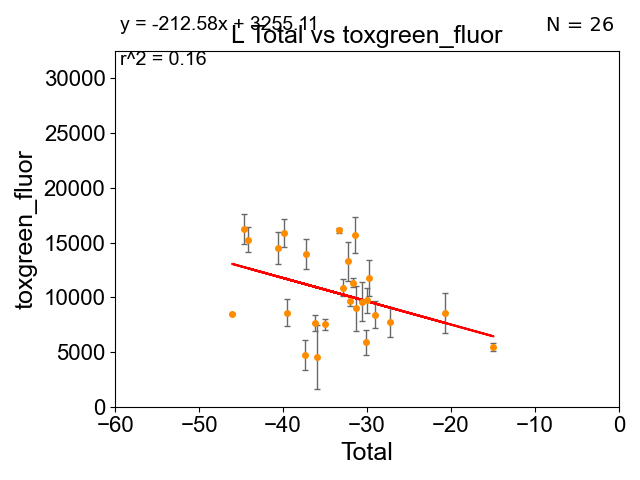 y = -212.58x + 3255.11
N = 26
L Total vs toxgreen_fluor
r^2 = 0.16
30000
25000
20000
15000
10000
5000
0
toxgreen_fluor
−60 −50 −40 −30 −20 −10 0
Total